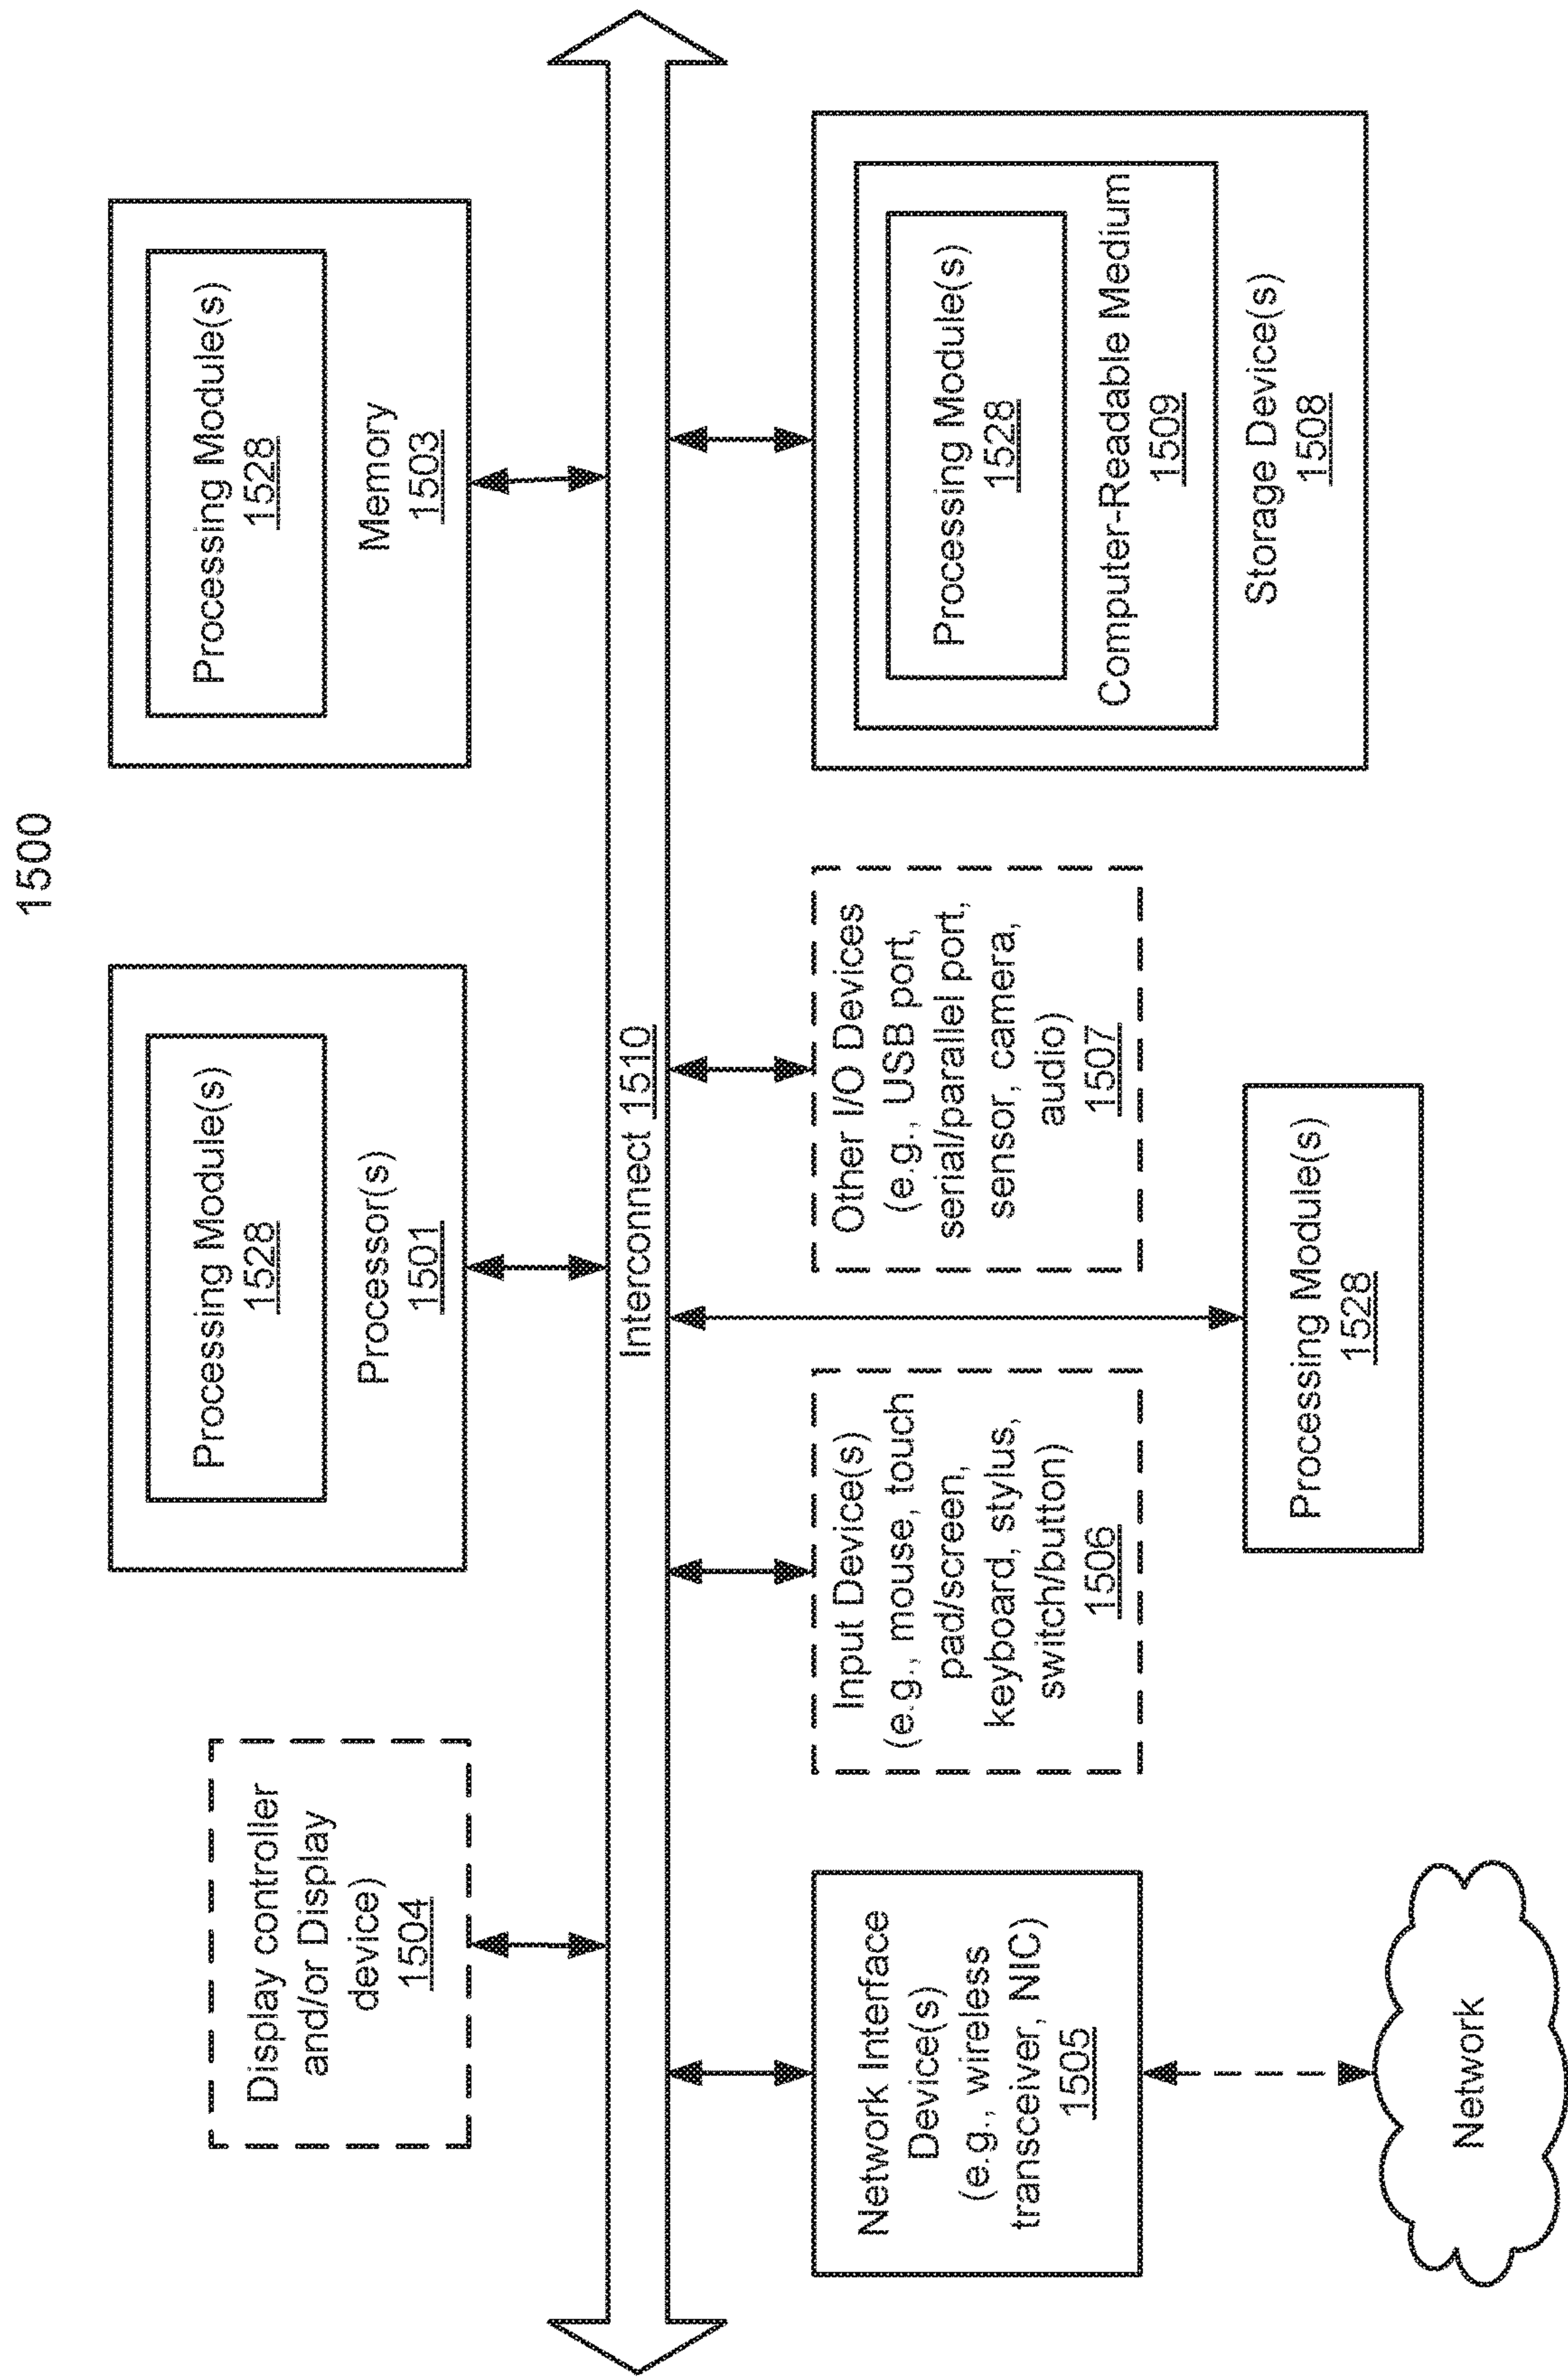 1500
Display controller
and/or Display
device)
1504
Processing Module(s)
1528
Processor(s)
1501
Processing Module(s)
1528
Memory
1503
Interconnect 1510
Network Interface
Device(s)
(e.g., wireless
transceiver, NIC)
1505
Input Device(s)
(e.g., mouse, touch
pad/screen,
keyboard, stylus,
switch/button)
1506
Other I/O Devices
(e.g., USB port,
serial/parallel port,
sensor, camera,
audio)
1507
Processing Module(s)
1528
Computer-Readable Medium
1509
Storage Device(s)
1508
Processing Module(s)
1528
Network